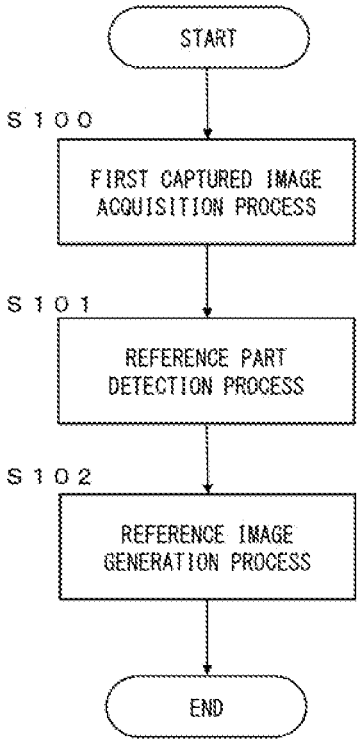 START
S100
FIRST CAPTURED IMAGE
ACQUISITION PROCESS
S101
REFERENCE PART
DETECTION PROCESS
S102
REFERENCE IMAGE
GENERATION PROCESS
END